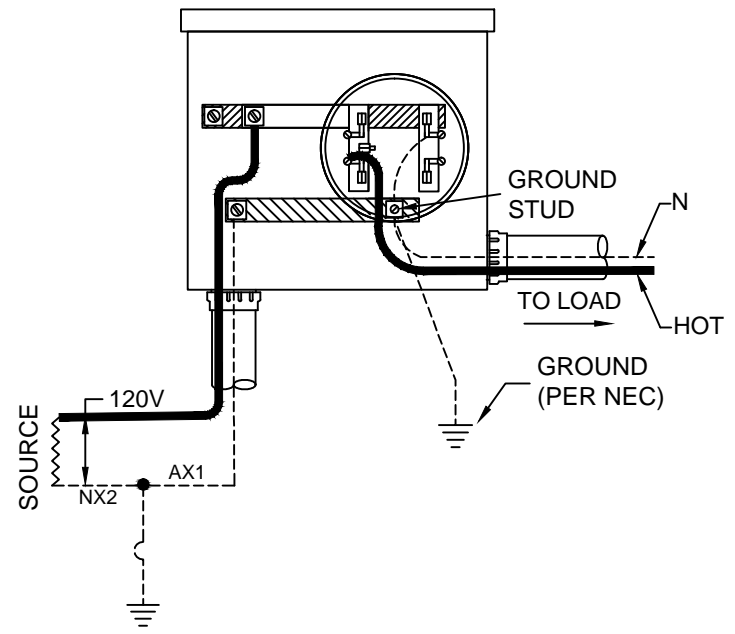 GROUND
STUD
N
TO LOAD
HOT
GROUND
(PER NEC)
120V
SOURCE
AX1
NX2